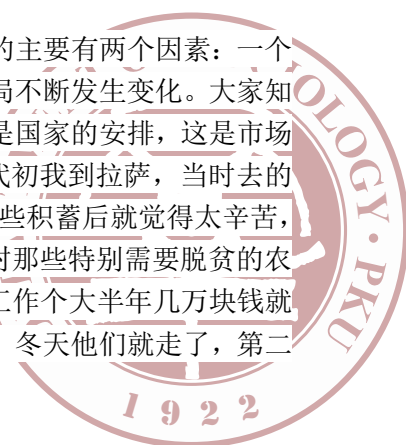 的主要有两个因素：一个
局不断发生变化。大家知
是国家的安排，这是市场
代初我到拉萨，当时去的
些积蓄后就觉得太辛苦，
对那些特别需要脱贫的农
工作个大半年几万块钱就
冬天他们就走了，第二
OLOGY·PKU
1922